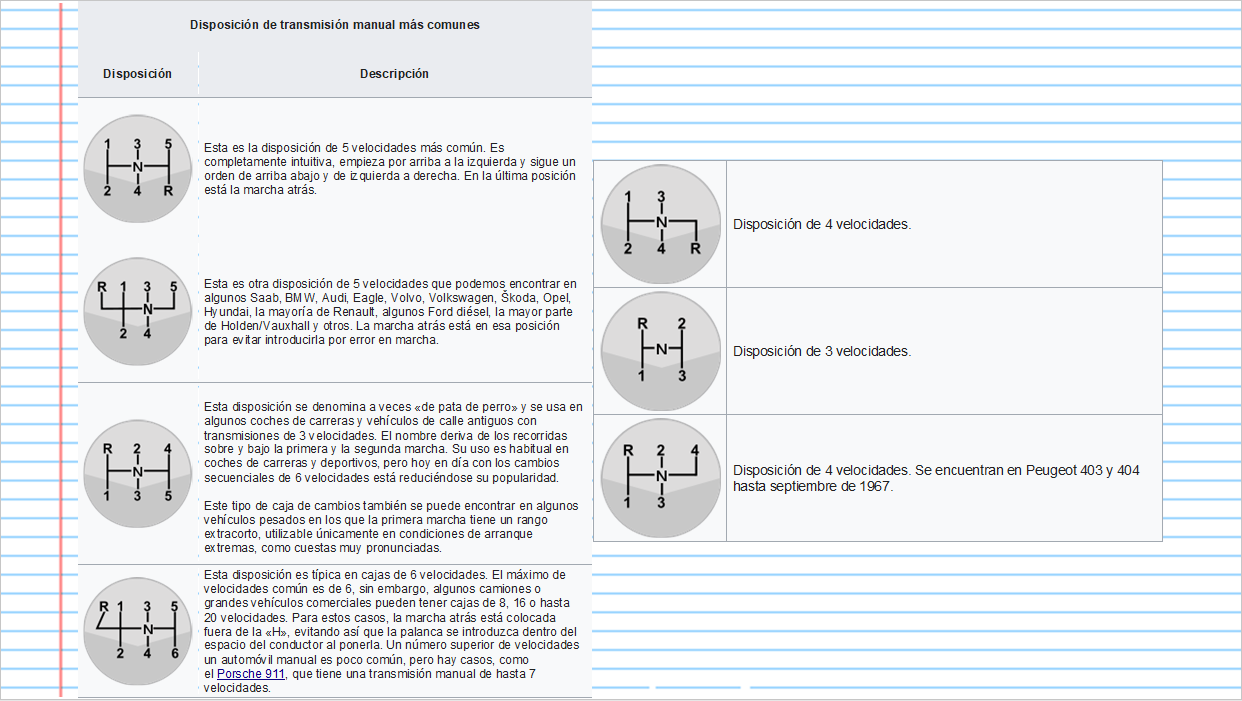 Disposición de transmisión manual más comunes
Disposición
Descripción
1 3 5
N
2 4 R
Esta es la disposición de 5 velocidades más común. Es
completamente intuitiva, empieza por arriba a la izquierda y sigue un
orden de arriba abajo y de izquierda a derecha. En la última posición
está la marcha atrás.
R 1 3 5
N
2 4
Esta es otra disposición de 5 velocidades que podemos encontrar en
algunos Saab, BMW, Audi, Eagle, Volvo, Volkswagen, Škoda, Opel,
Hyundai, la mayoría de Renault, algunos Ford diésel, la mayor parte
de Holden/Vauxhall y otros. La marcha atrás está en esa posición
para evitar introducirla por error en marcha.
R 2 4
N
1 3 5
Esta disposición se denomina a veces «de pata de perro» y se usa en
algunos coches de carreras y vehículos de calle antiguos con
transmisiones de 3 velocidades. El nombre deriva de los recorridas
sobre y bajo la primera y la segunda marcha. Su uso es habitual en
coches de carreras y deportivos, pero hoy en día con los cambios
secuenciales de 6 velocidades está reduciéndose su popularidad.
Este tipo de caja de cambios también se puede encontrar en algunos
vehículos pesados en los que la primera marcha tiene un rango
extracorto, utilizable únicamente en condiciones de arranque
extremas, como cuestas muy pronunciadas.
R 1 3 5
N
2 4 6
Esta disposición es típica en cajas de 6 velocidades. El máximo de
velocidades común es de 6, sin embargo, algunos camiones o
grandes vehículos comerciales pueden tener cajas de 8, 16 o hasta
20 velocidades. Para estos casos, la marcha atrás está colocada
fuera de la «H», evitando así que la palanca se introduzca dentro del
espacio del conductor al ponerla. Un número superior de velocidades
un automóvil manual es poco común, pero hay casos, como
el Porsche 911, que tiene una transmisión manual de hasta 7
velocidades.
1 3
N
2 4 R
Disposición de 4 velocidades.
R 2
N
1 3
Disposición de 3 velocidades.
R 2 4
N
1 3
Disposición de 4 velocidades. Se encuentran en Peugeot 403 y 404
hasta septiembre de 1967.